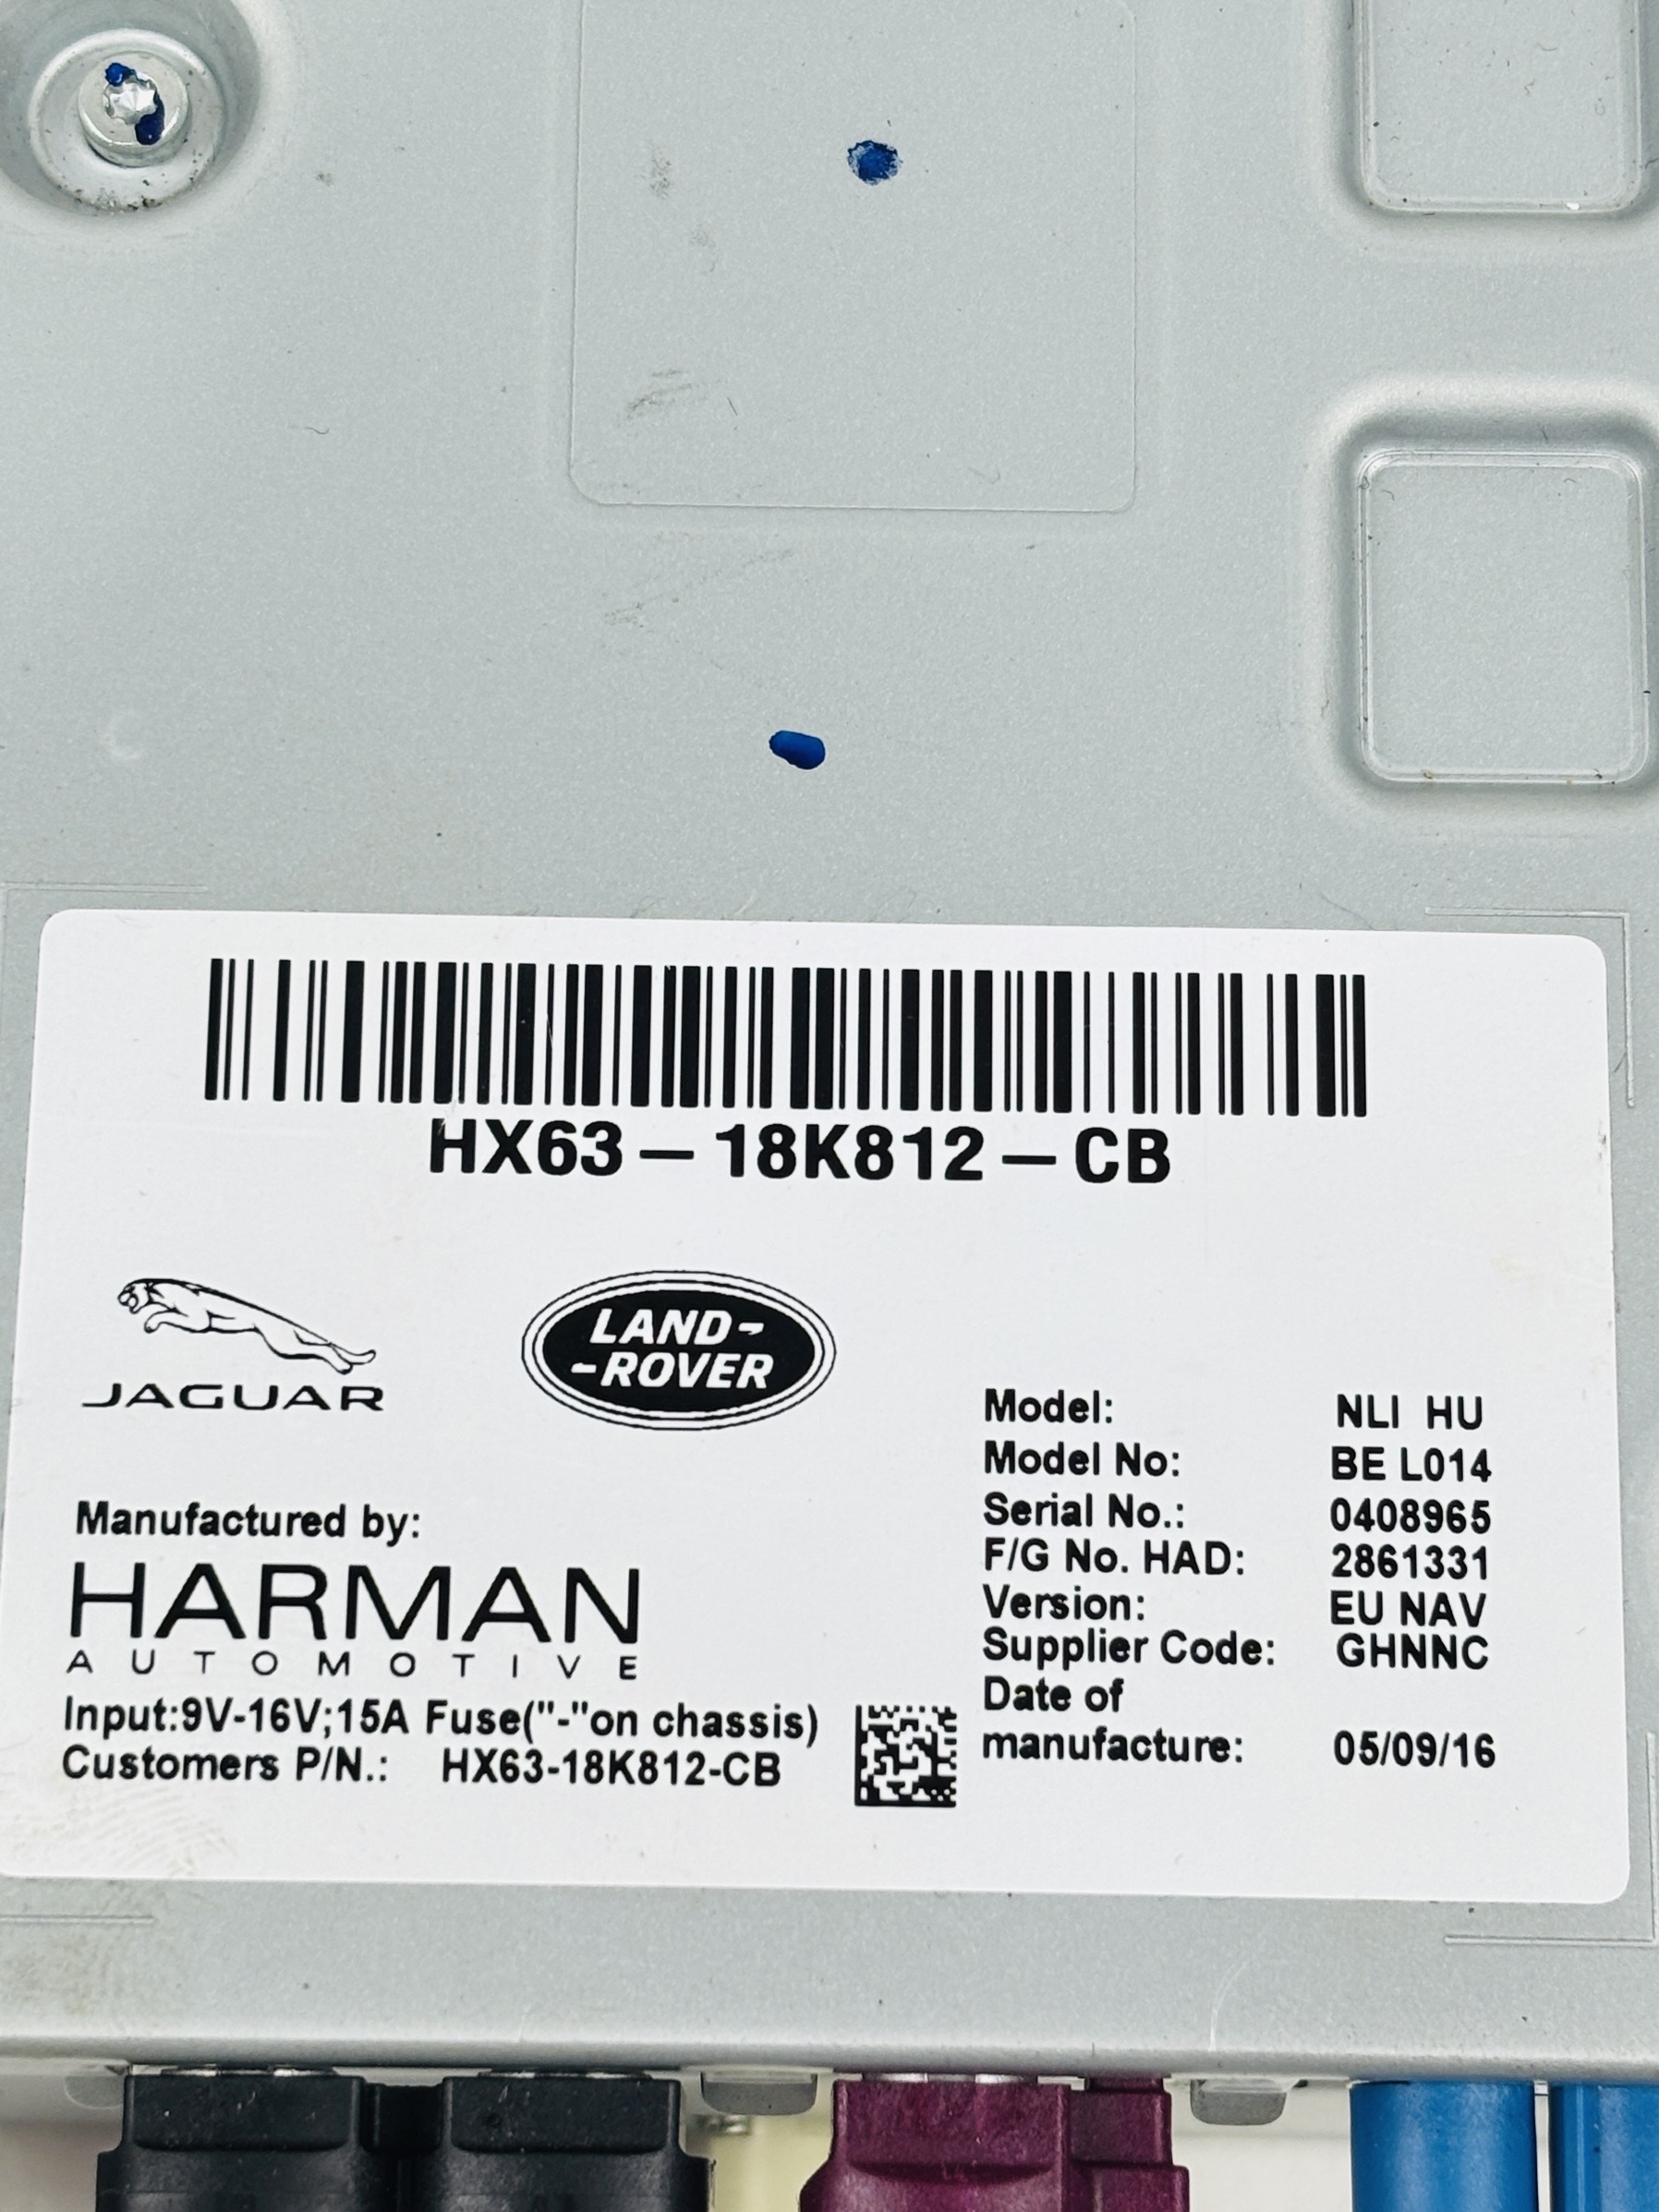 HX63-18K812-CB
JAGUAR
LAND-
-ROVER
Manufactured by:
HARMAN
AUTOMOTIVE
Input:9V-16V;15A Fuse("-"on chassis)
Customers P/N.: HX63-18K812-CB
Model: NLI HU
Model No: BE L014
Serial No.: 0408965
F/G No. HAD: 2861331
Version: EU NAV
Supplier Code: GHNNC
Date of
manufacture: 05/09/16